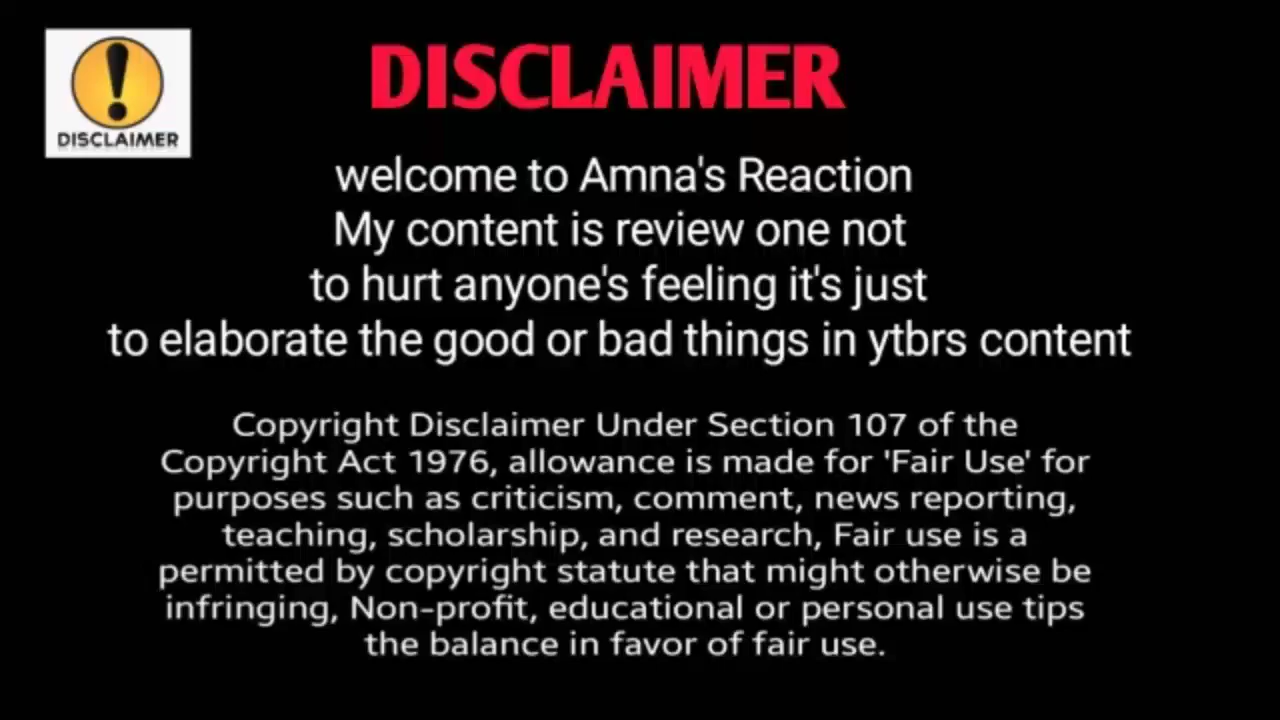 DISCLAIMER
DISCLAIMER
welcome to Amna's Reaction
My content is review one not
to hurt anyone's feeling it's just
to elaborate the good or bad things in ytbrs content
Copyright Disclaimer Under Section 107 of the
Copyright Act 1976, allowance is made for 'Fair Use' for
purposes such as criticism, comment, news reporting,
teaching, scholarship, and research, Fair use is a
permitted by copyright statute that might otherwise be
infringing, Non-profit, educational or personal use tips
the balance in favor of fair use.